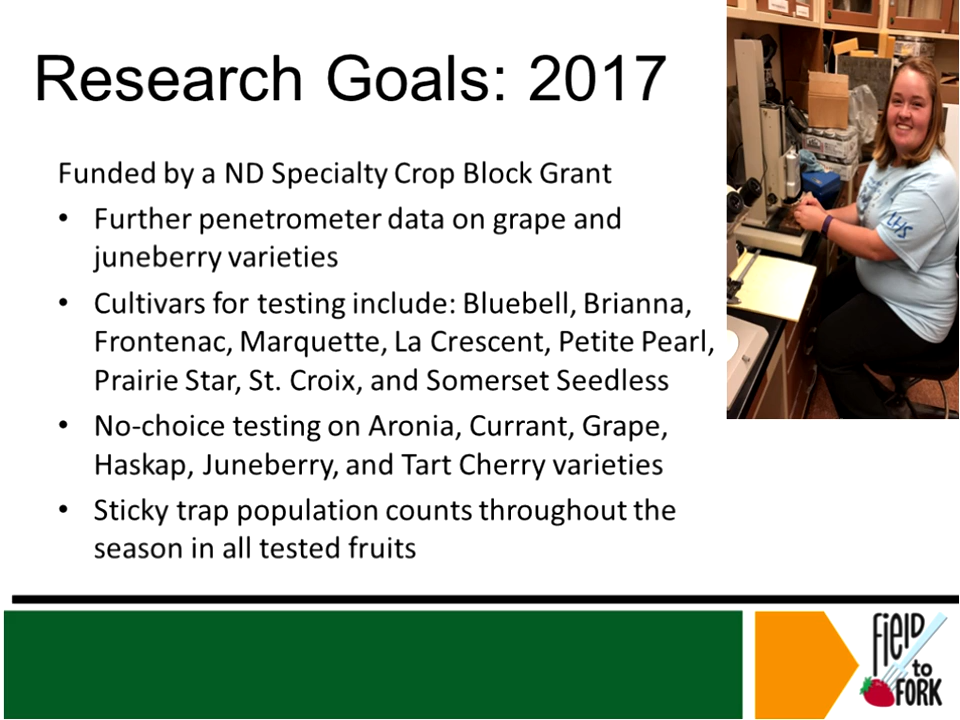 Research Goals: 2017
Funded by a ND Specialty Crop Block Grant
• Further penetrometer data on grape and
juneberry varieties
• Cultivars for testing include: Bluebell, Brianna,
Frontenac, Marquette, La Crescent, Petite Pearl,
Prairie Star, St. Croix, and Somerset Seedless
• No-choice testing on Aronia, Currant, Grape,
Haskap, Juneberry, and Tart Cherry varieties
• Sticky trap population counts throughout the
season in all tested fruits
FIELD
to
FORK